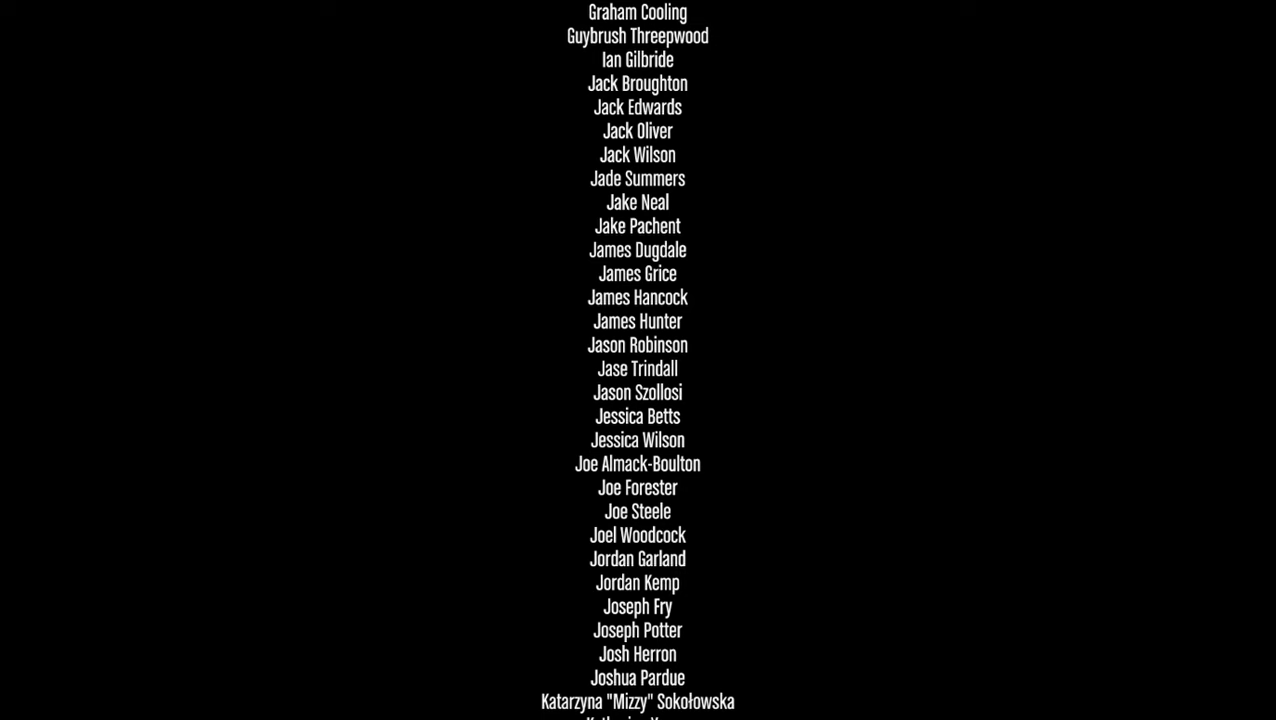 Graham Cooling
Guybrush Threepwood
Ian Gilbride
Jack Broughton
Jack Edwards
Jack Oliver
Jack Wilson
Jade Summers
Jake Neal
Jake Pachent
James Dugdale
James Grice
James Hancock
James Hunter
Jason Robinson
Jase Trindall
Jason Szollosi
Jessica Betts
Jessica Wilson
Joe Almack-Boulton
Joe Forester
Joe Steele
Joel Woodcock
Jordan Garland
Jordan Kemp
Joseph Fry
Joseph Potter
Josh Herron
Joshua Pardue
Katarzyna "Mizzy" Sokołowska